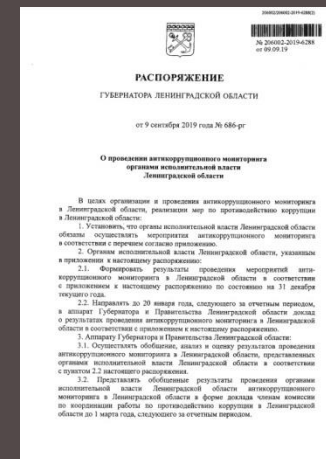 206002/206002-2019-6288(2)
№ 206002-2019-6288
от 09.09.19
РАСПОРЯЖЕНИЕ
ГУБЕРНАТОРА ЛЕНИНГРАДСКОЙ ОБЛАСТИ
от 9 сентября 2019 года № 686-рг
О проведении антикоррупционного мониторинга
органами исполнительной власти
Ленинградской области
В целях организации и проведения антикоррупционного мониторинга
в Ленинградской области, реализации мер по противодействию коррупции
в Ленинградской области:
1. Установить, что органы исполнительной власти Ленинградской области
обязаны осуществлять мероприятия антикоррупционного мониторинга
в соответствии с перечнем согласно приложению.
2. Органам исполнительной власти Ленинградской области, указанным
в приложении к настоящему распоряжению:
2.1. Формировать результаты проведения мероприятий анти-
коррупционного мониторинга в Ленинградской области в соответствии
с приложением к настоящему распоряжению по состоянию на 31 декабря
текущего года.
2.2. Направлять до 20 января года, следующего за отчетным периодом,
в аппарат Губернатора и Правительства Ленинградской области доклад
о результатах проведения антикоррупционного мониторинга в Ленинградской
области в соответствии с приложением к настоящему распоряжению.
3. Аппарату Губернатора и Правительства Ленинградской области:
3.1. Осуществлять обобщение, анализ и оценку результатов проведения
антикоррупционного мониторинга в Ленинградской области, представленных
органами исполнительной власти Ленинградской области в соответствии
с пунктом 2.2 настоящего распоряжения.
3.2. Представлять обобщенные результаты проведения органами
исполнительной власти Ленинградской области антикоррупционного
мониторинга в Ленинградской области в форме доклада членам комиссии
по координации работы по противодействию коррупции в Ленинградской
области до 1 марта года, следующего за отчетным периодом.